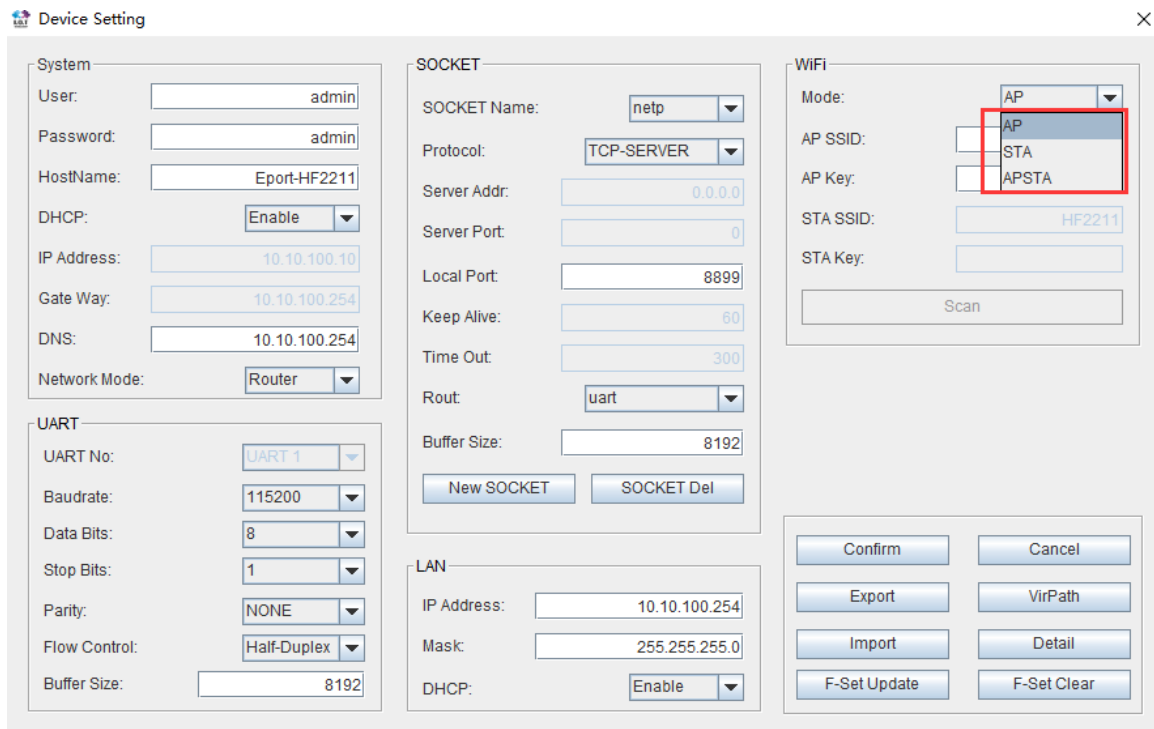 Device Setting
System
User: admin
Password: admin
HostName: Eport-HF2211
DHCP: Enable
IP Address: 10.10.100.10
Gate Way: 10.10.100.254
DNS: 10.10.100.254
Network Mode: Router
UART
UART No: UART 1
Baudrate: 115200
Data Bits: 8
Stop Bits: 1
Parity: NONE
Flow Control: Half-Duplex
Buffer Size: 8192
SOCKET
SOCKET Name: netp
Protocol: TCP-SERVER
Server Addr: 0.0.0.0
Server Port: 0
Local Port: 8899
Keep Alive: 60
Time Out: 300
Rout: uart
Buffer Size: 8192
New SOCKET SOCKET Del
LAN
IP Address: 10.10.100.254
Mask: 255.255.255.0
DHCP: Enable
WiFi
Mode: AP
AP
STA
APSTA
AP SSID:
AP Key:
STA SSID: HF2211
STA Key:
Scan
Confirm Cancel
Export VirPath
Import Detail
F-Set Update F-Set Clear